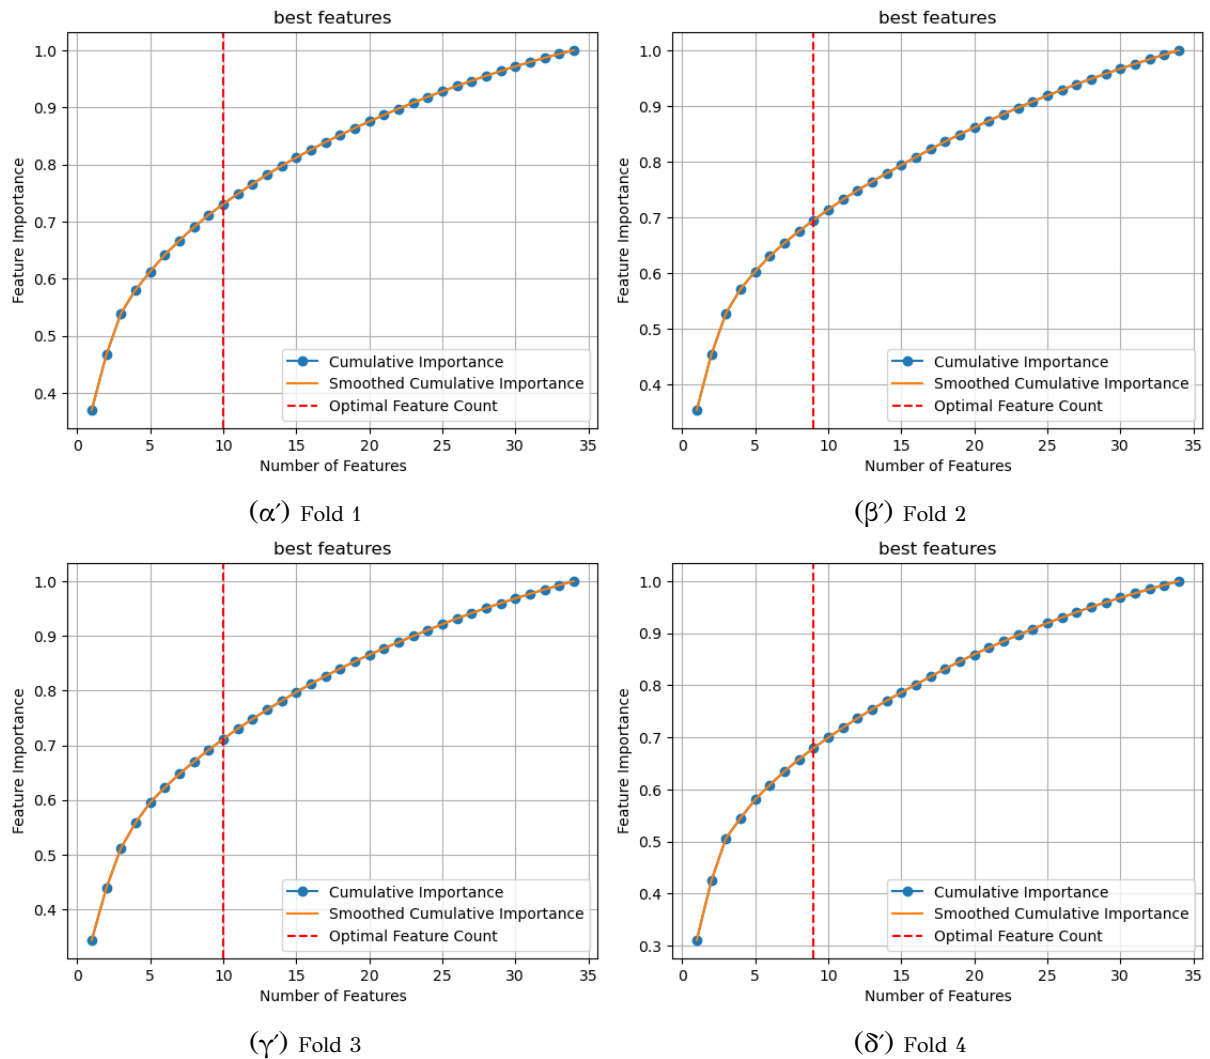 best features
1.0
0.9
0.8
0.7
0.6
0.5
0.4
Feature Importance
Cumulative Importance
Smoothed Cumulative Importance
Optimal Feature Count
0 5 10 15 20 25 30 35
Number of Features
(α′) Fold 1
best features
1.0
0.9
0.8
0.7
0.6
0.5
0.4
Feature Importance
Cumulative Importance
Smoothed Cumulative Importance
Optimal Feature Count
0 5 10 15 20 25 30 35
Number of Features
(β′) Fold 2
best features
1.0
0.9
0.8
0.7
0.6
0.5
0.4
Feature Importance
Cumulative Importance
Smoothed Cumulative Importance
Optimal Feature Count
0 5 10 15 20 25 30 35
Number of Features
(γ′) Fold 3
best features
1.0
0.9
0.8
0.7
0.6
0.5
0.4
0.3
Feature Importance
Cumulative Importance
Smoothed Cumulative Importance
Optimal Feature Count
0 5 10 15 20 25 30 35
Number of Features
(δ′) Fold 4